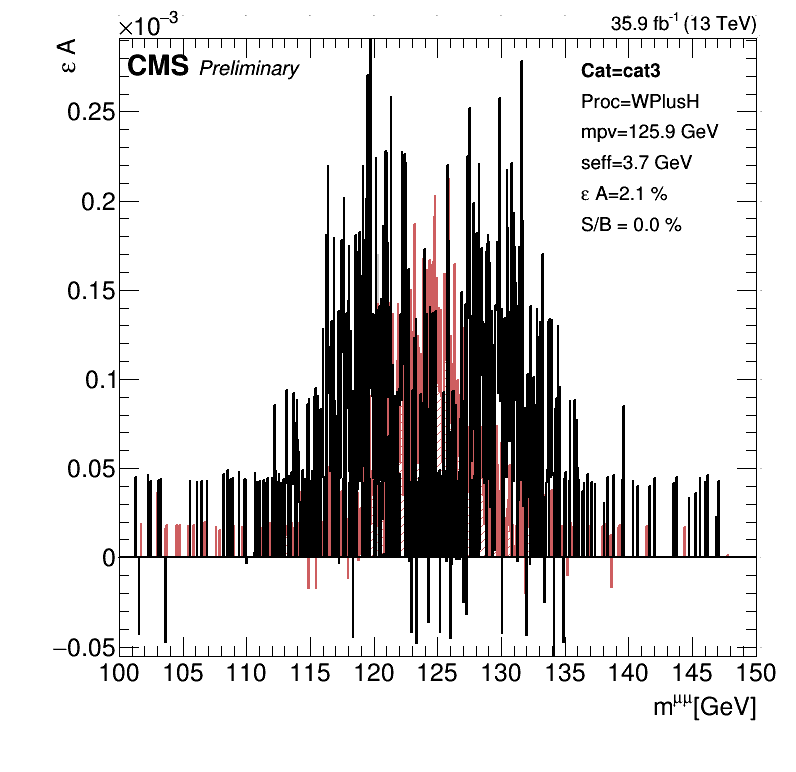 ×10⁻³
35.9 fb⁻¹ (13 TeV)
ε A
CMS Preliminary
Cat=cat3
Proc=WPlusH
mpv=125.9 GeV
seff=3.7 GeV
ε A=2.1 %
S/B = 0.0 %
0.25
0.2
0.15
0.1
0.05
0
−0.05
100 105 110 115 120 125 130 135 140 145 150
m^μμ[GeV]